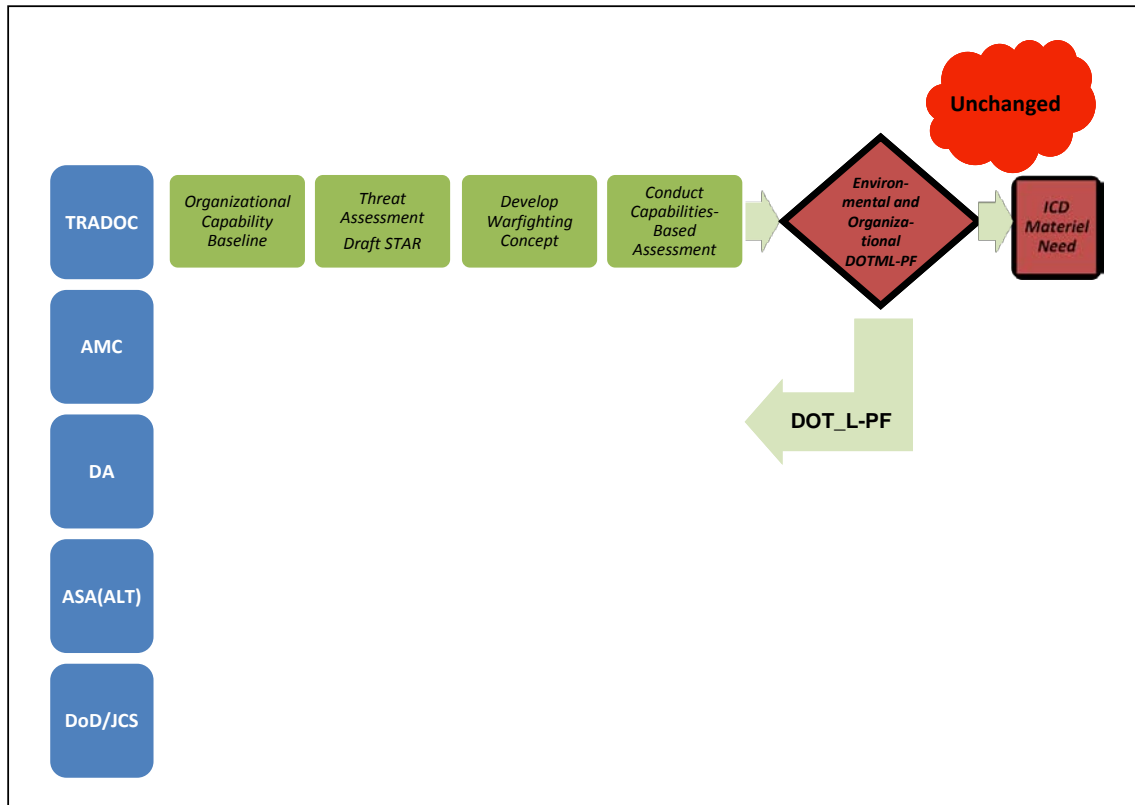 Unchanged
TRADOC
Organizational
Capability
Baseline
Threat
Assessment
Draft STAR
Develop
Warfighting
Concept
Conduct
Capabilities-
Based
Assessment
Environ-
mental and
Organiza-
tional
DOTML-PF
ICD
Materiel
Need
AMC
DOT_L-PF
DA
ASA(ALT)
DoD/JCS